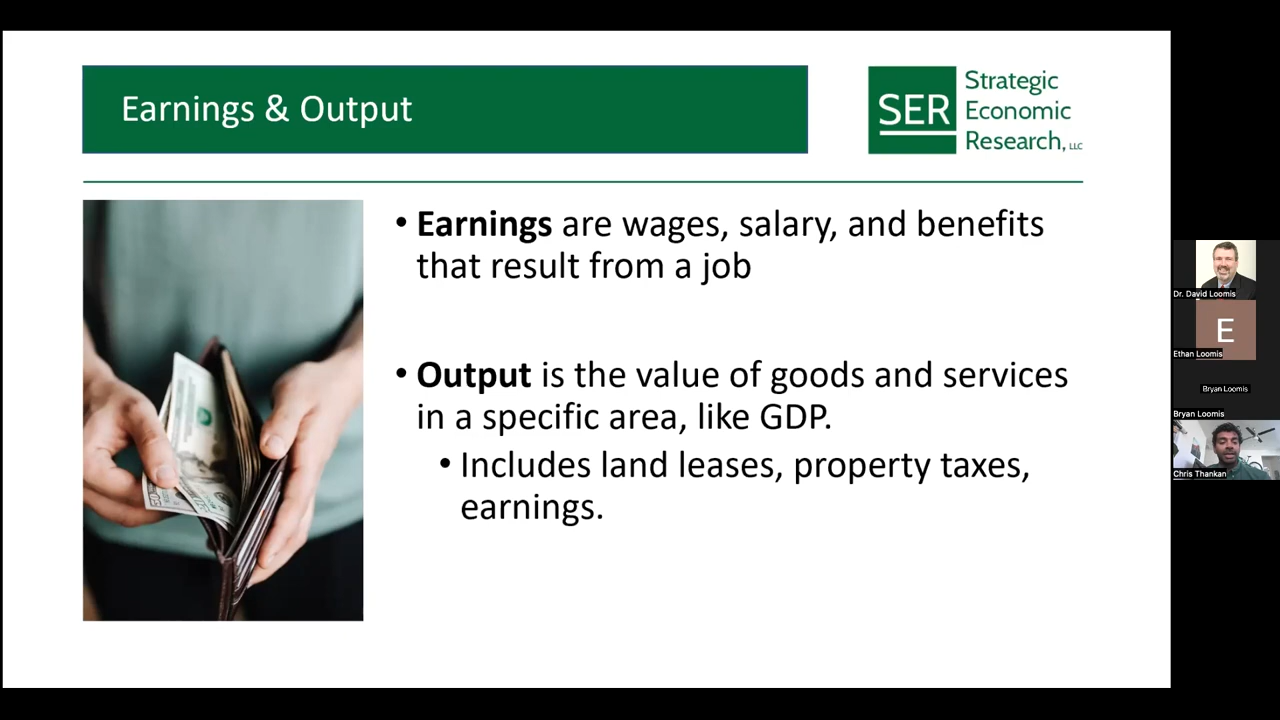 Earnings & Output
SER
Strategic
Economic
Research, LLC
• Earnings are wages, salary, and benefits
that result from a job
• Output is the value of goods and services
in a specific area, like GDP.
• Includes land leases, property taxes,
earnings.
Dr. David Loomis
E
Ethan Loomis
Bryan Loomis
Bryan Loomis
Chris Thankan